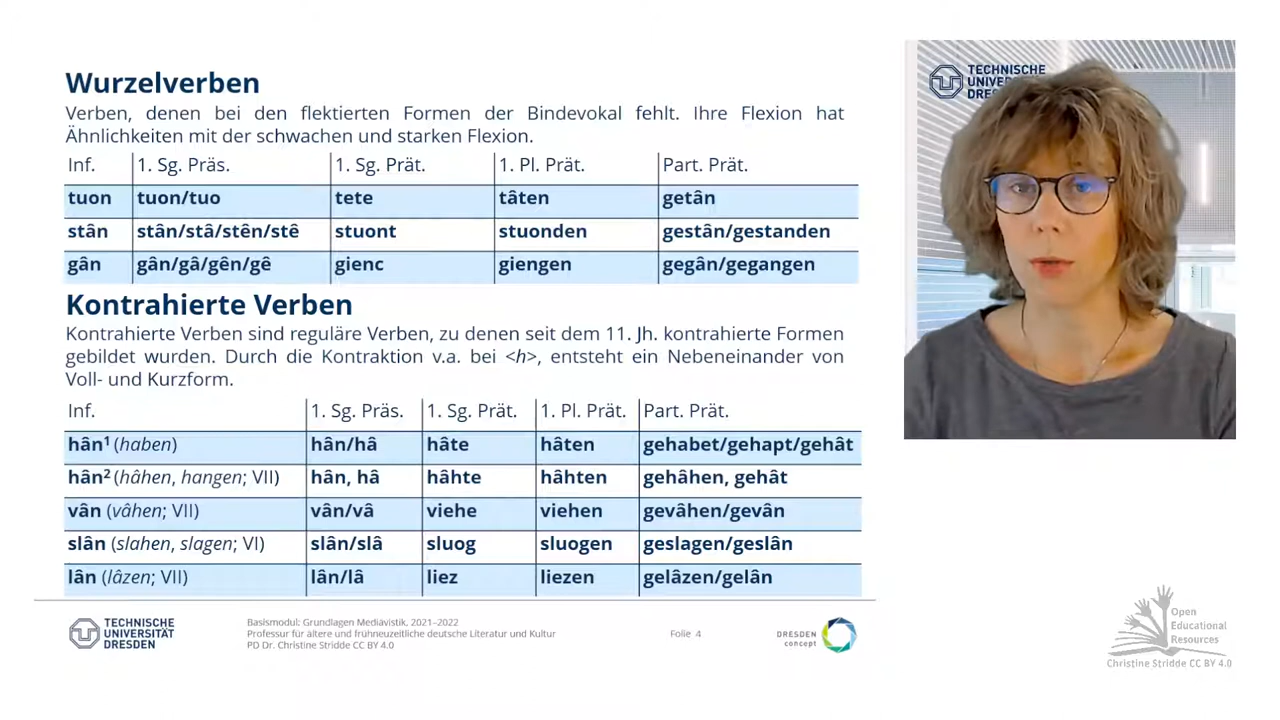 Wurzelverben
Verben, denen bei den flektierten Formen der Bindevokal fehlt. Ihre Flexion hat
Ähnlichkeiten mit der schwachen und starken Flexion.
Inf. 1. Sg. Präs. 1. Sg. Prät. 1. Pl. Prät. Part. Prät.
tuon tuon/tuo tete tâten getân
stân stân/stâ/stên/stê stuont stuonden gestân/gestanden
gân gân/gâ/gên/gê gienc giengen gegân/gegangen
Kontrahierte Verben
Kontrahierte Verben sind reguläre Verben, zu denen seit dem 11. Jh. kontrahierte Formen
gebildet wurden. Durch die Kontraktion v.a. bei <h>, entsteht ein Nebeneinander von
Voll- und Kurzform.
Inf. 1. Sg. Präs. 1. Sg. Prät. 1. Pl. Prät. Part. Prät.
hân¹ (haben) hân/hâ hâte hâten gehabet/gehapt/gehât
hân² (hâhen, hangen; VII) hân, hâ hâhte hâhten gehâhen, gehât
vân (vâhen; VII) vân/vâ viehe viehen gevâhen/gevân
slân (slahen, slagen; VI) slân/slâ sluog sluogen geslagen/geslân
lân (lâzen; VII) lân/lâ liez liezen gelâzen/gelân
TECHNISCHE
UNIVERSITÄT
DRESDEN
Basismodul: Grundlagen Mediävistik, 2021–2022
Professur für ältere und frühneuzeitliche deutsche Literatur und Kultur
PD Dr. Christine Stridde CC BY 4.0
Folie 4
DRESDEN
concept
TECHNISCHE
Open
Educational
Resources
Christine Stridde CC BY 4.0